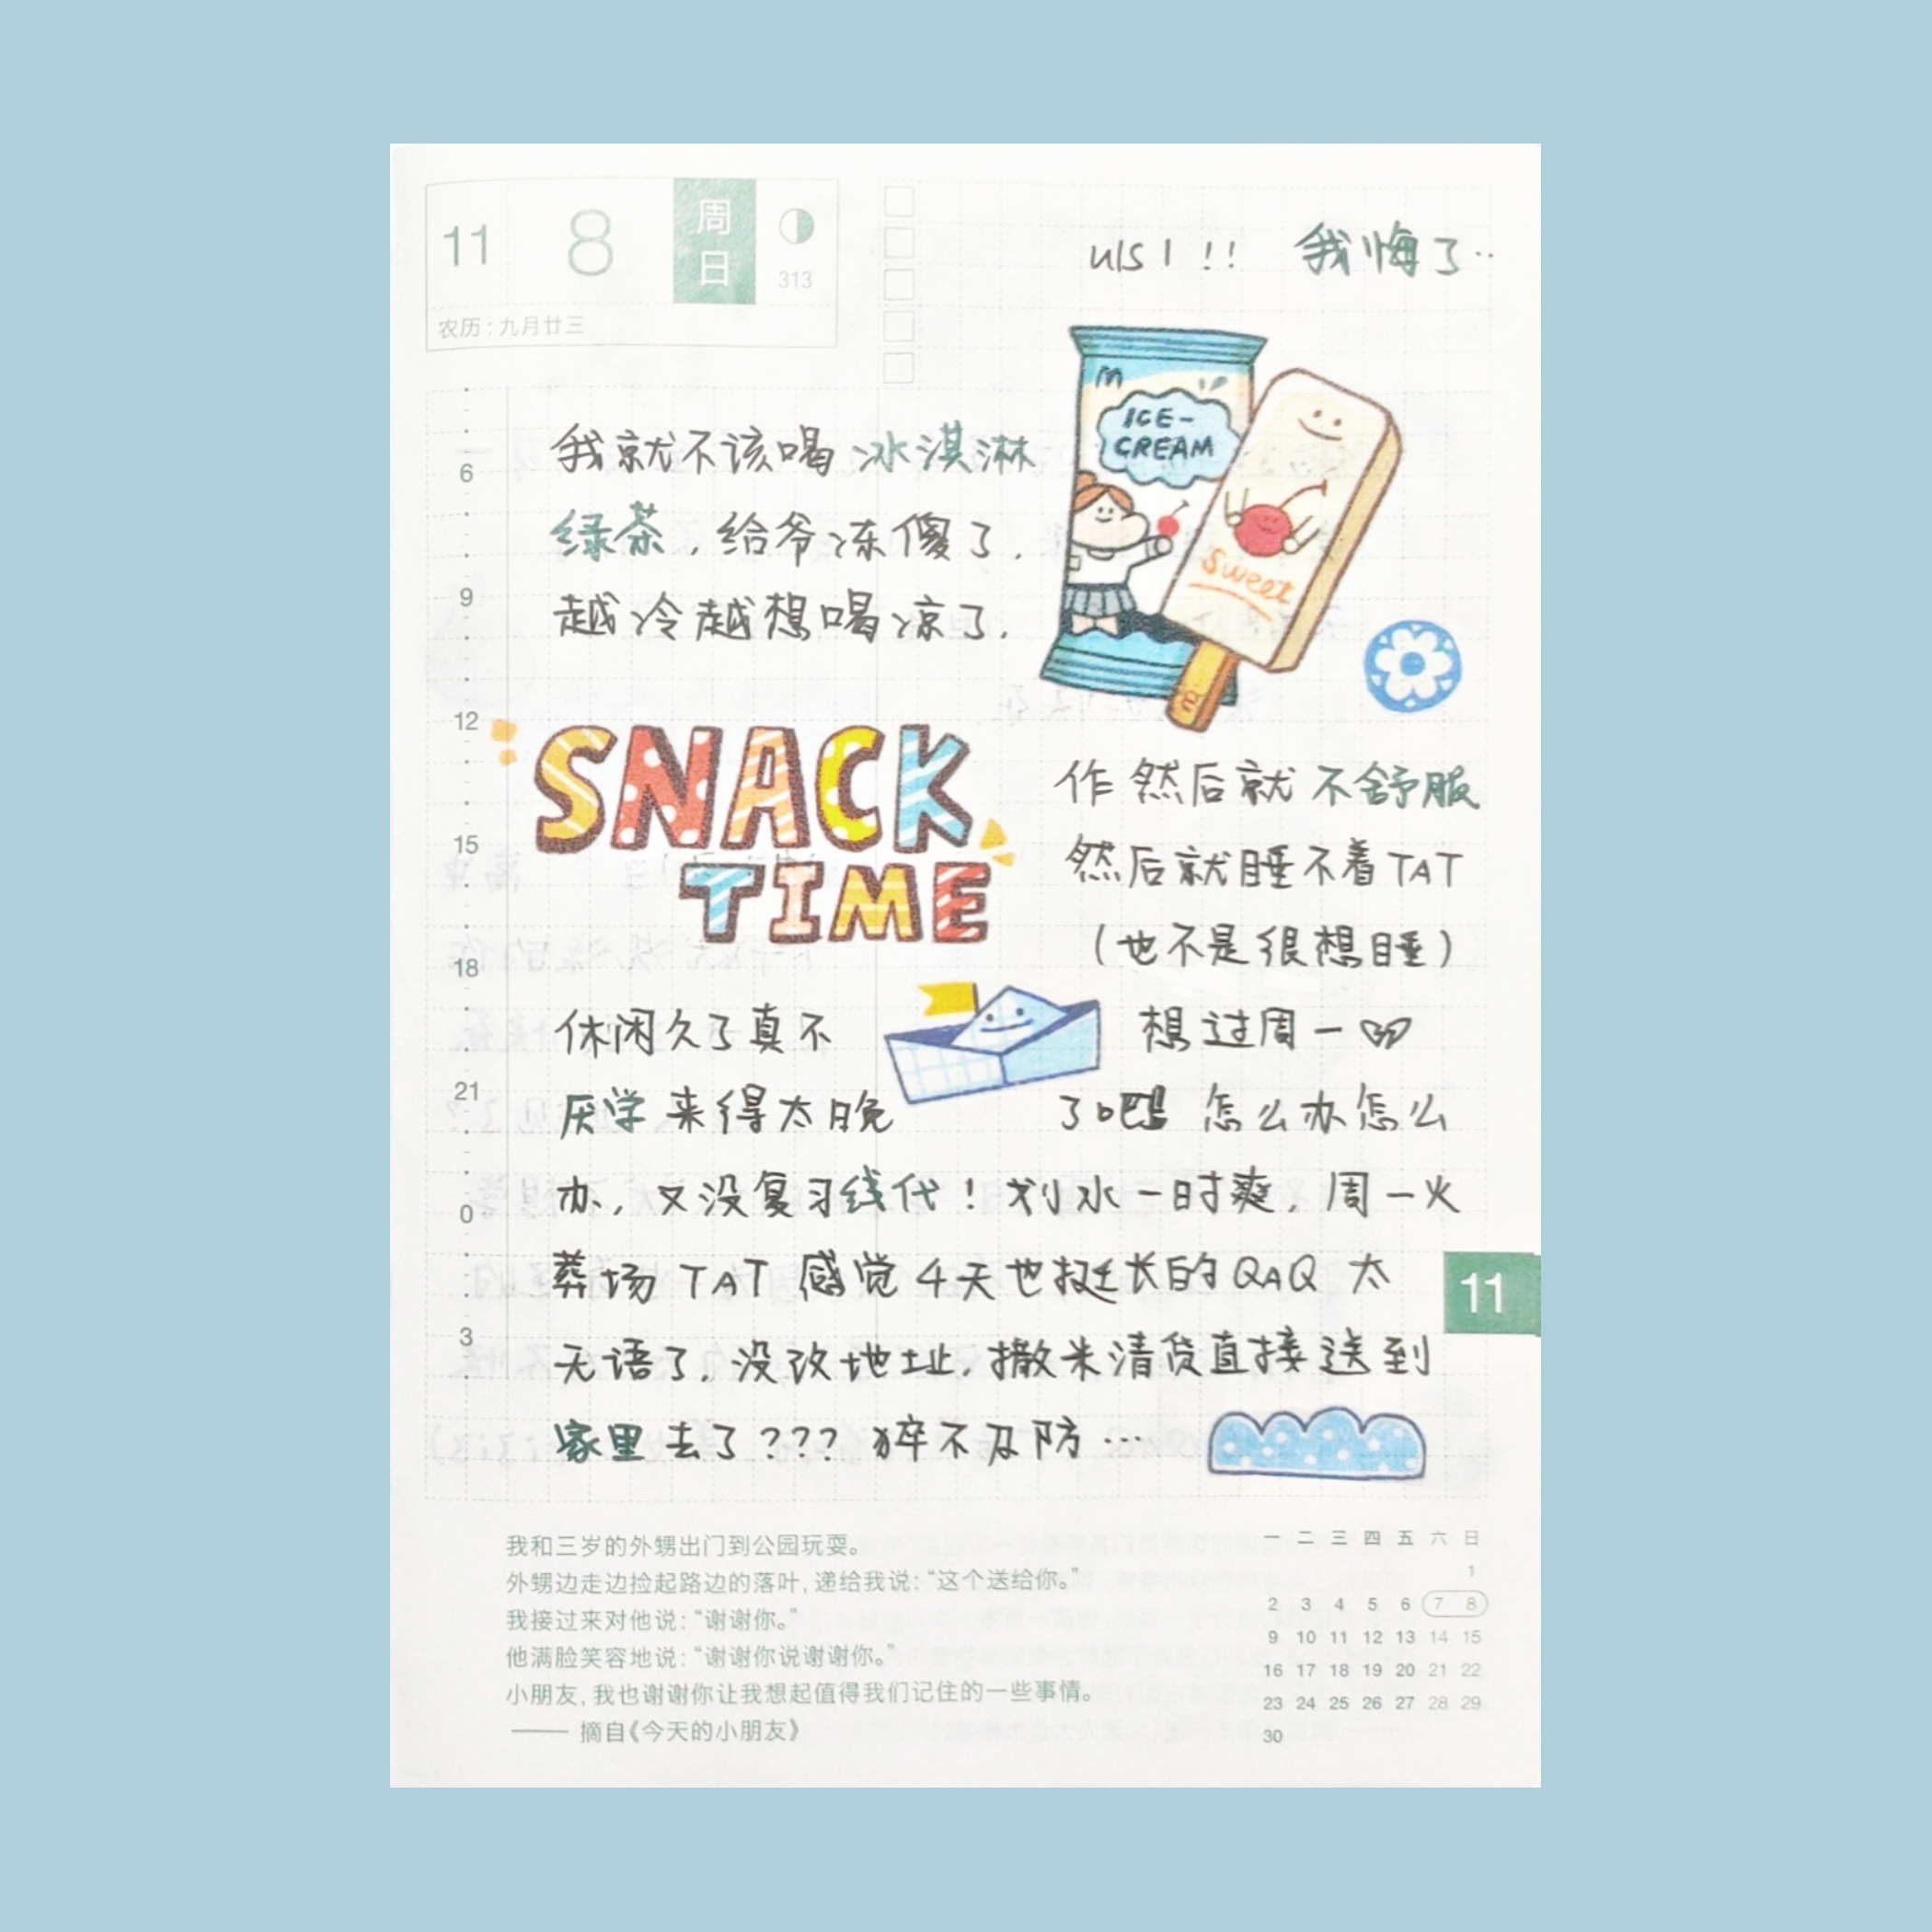 11 8 周日 313
农历：九月廿三
uis 1 !! 我悔了..
ICE-
CREAM
Sweet
我就不该喝冰淇淋
绿茶，给爷冻傻了，
越冷越想喝凉了．
SNACK
TIME
作 然后就不舒服
然后就睡不着TAT
（也不是很想睡）
休闲久了真不 想过周一
厌学 来得太晚 了吧 怎么办怎么
办，又没复习线代！划水一时爽，周一火
葬场 TAT 感觉4天也挺长的QAQ 太
无语了，没改地址，撒米清货直接送到
家里去了？？？猝不及防…
6
9
12
15
18
21
0
3
11
我和三岁的外甥出门到公园玩耍。
外甥边走边捡起路边的落叶，递给我说：“这个送给你。”
我接过来对他说：“谢谢你。”
他满脸笑容地说：“谢谢你说谢谢你。”
小朋友，我也谢谢你让我想起值得我们记住的一些事情。
—— 摘自《今天的小朋友》
一 二 三 四 五 六 日
1
2 3 4 5 6 7 8
9 10 11 12 13 14 15
16 17 18 19 20 21 22
23 24 25 26 27 28 29
30